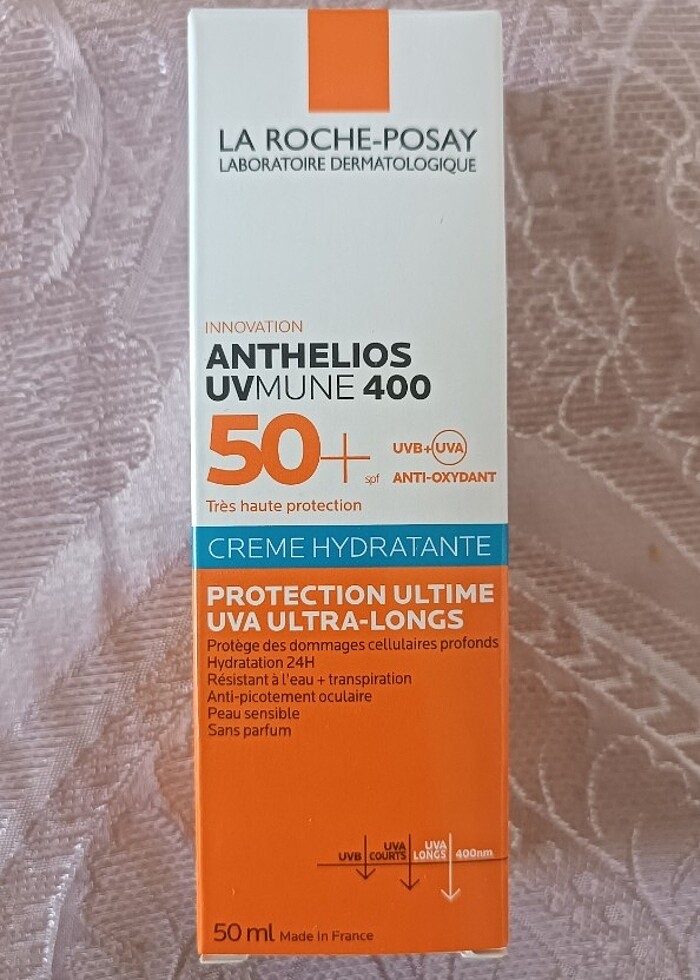 LA ROCHE-POSAY
LABORATOIRE DERMATOLOGIQUE
INNOVATION
ANTHELIOS
UVMUNE 400
50+ spf
UVB+UVA
ANTI-OXYDANT
Très haute protection
CREME HYDRATANTE
PROTECTION ULTIME
UVA ULTRA-LONGS
Protège des dommages cellulaires profonds
Hydratation 24H
Résistant à l'eau + transpiration
Anti-picotement oculaire
Peau sensible
Sans parfum
UVB
UVA COURTS
UVA LONGS
400nm
50 ml Made in France